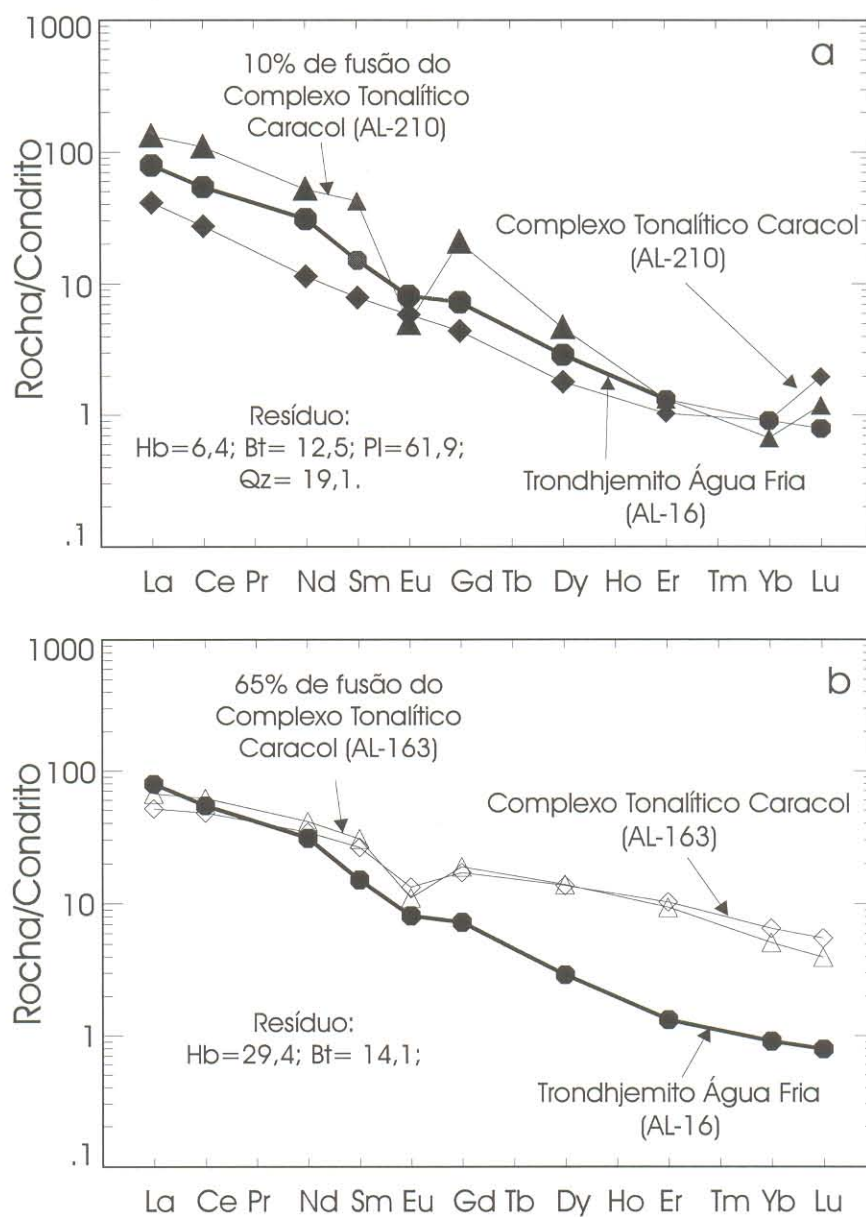 a
1000
100
10
1
.1
Rocha/Condrito
10% de fusão do
Complexo Tonalítico
Caracol (AL-210)
Complexo Tonalítico Caracol
(AL-210)
Resíduo:
Hb=6,4; Bt= 12,5; Pl=61,9;
Qz= 19,1.
Trondhjemito Água Fria
(AL-16)
La Ce Pr Nd Sm Eu Gd Tb Dy Ho Er Tm Yb Lu
b
1000
100
10
1
.1
Rocha/Condrito
65% de fusão do
Complexo Tonalítico
Caracol (AL-163)
Complexo Tonalítico Caracol
(AL-163)
Resíduo:
Hb=29,4; Bt= 14,1;
Trondhjemito Água Fria
(AL-16)
La Ce Pr Nd Sm Eu Gd Tb Dy Ho Er Tm Yb Lu